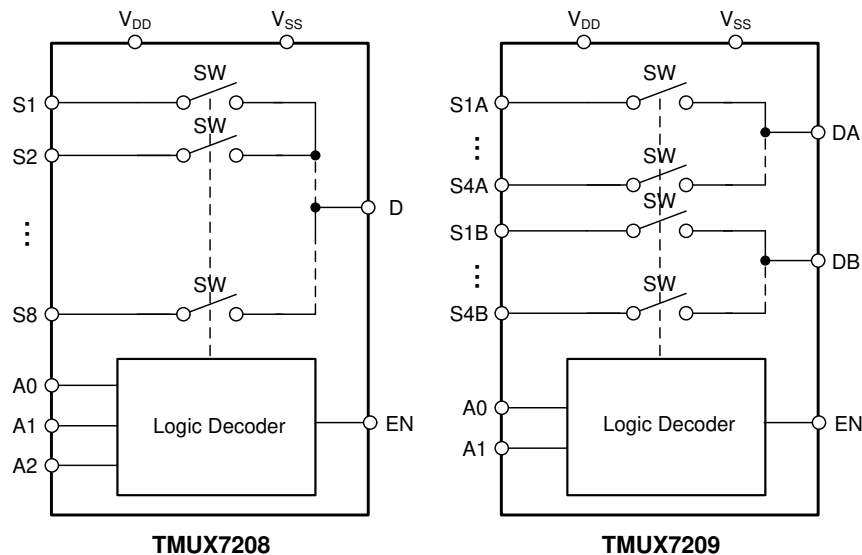 VDD
VSS
SW
S1
SW
S2
D
⋮
SW
S8
A0
A1
A2
Logic Decoder
EN
TMUX7208
VDD
VSS
SW
S1A
DA
⋮
SW
S4A
SW
S1B
DB
⋮
SW
S4B
A0
A1
Logic Decoder
EN
TMUX7209